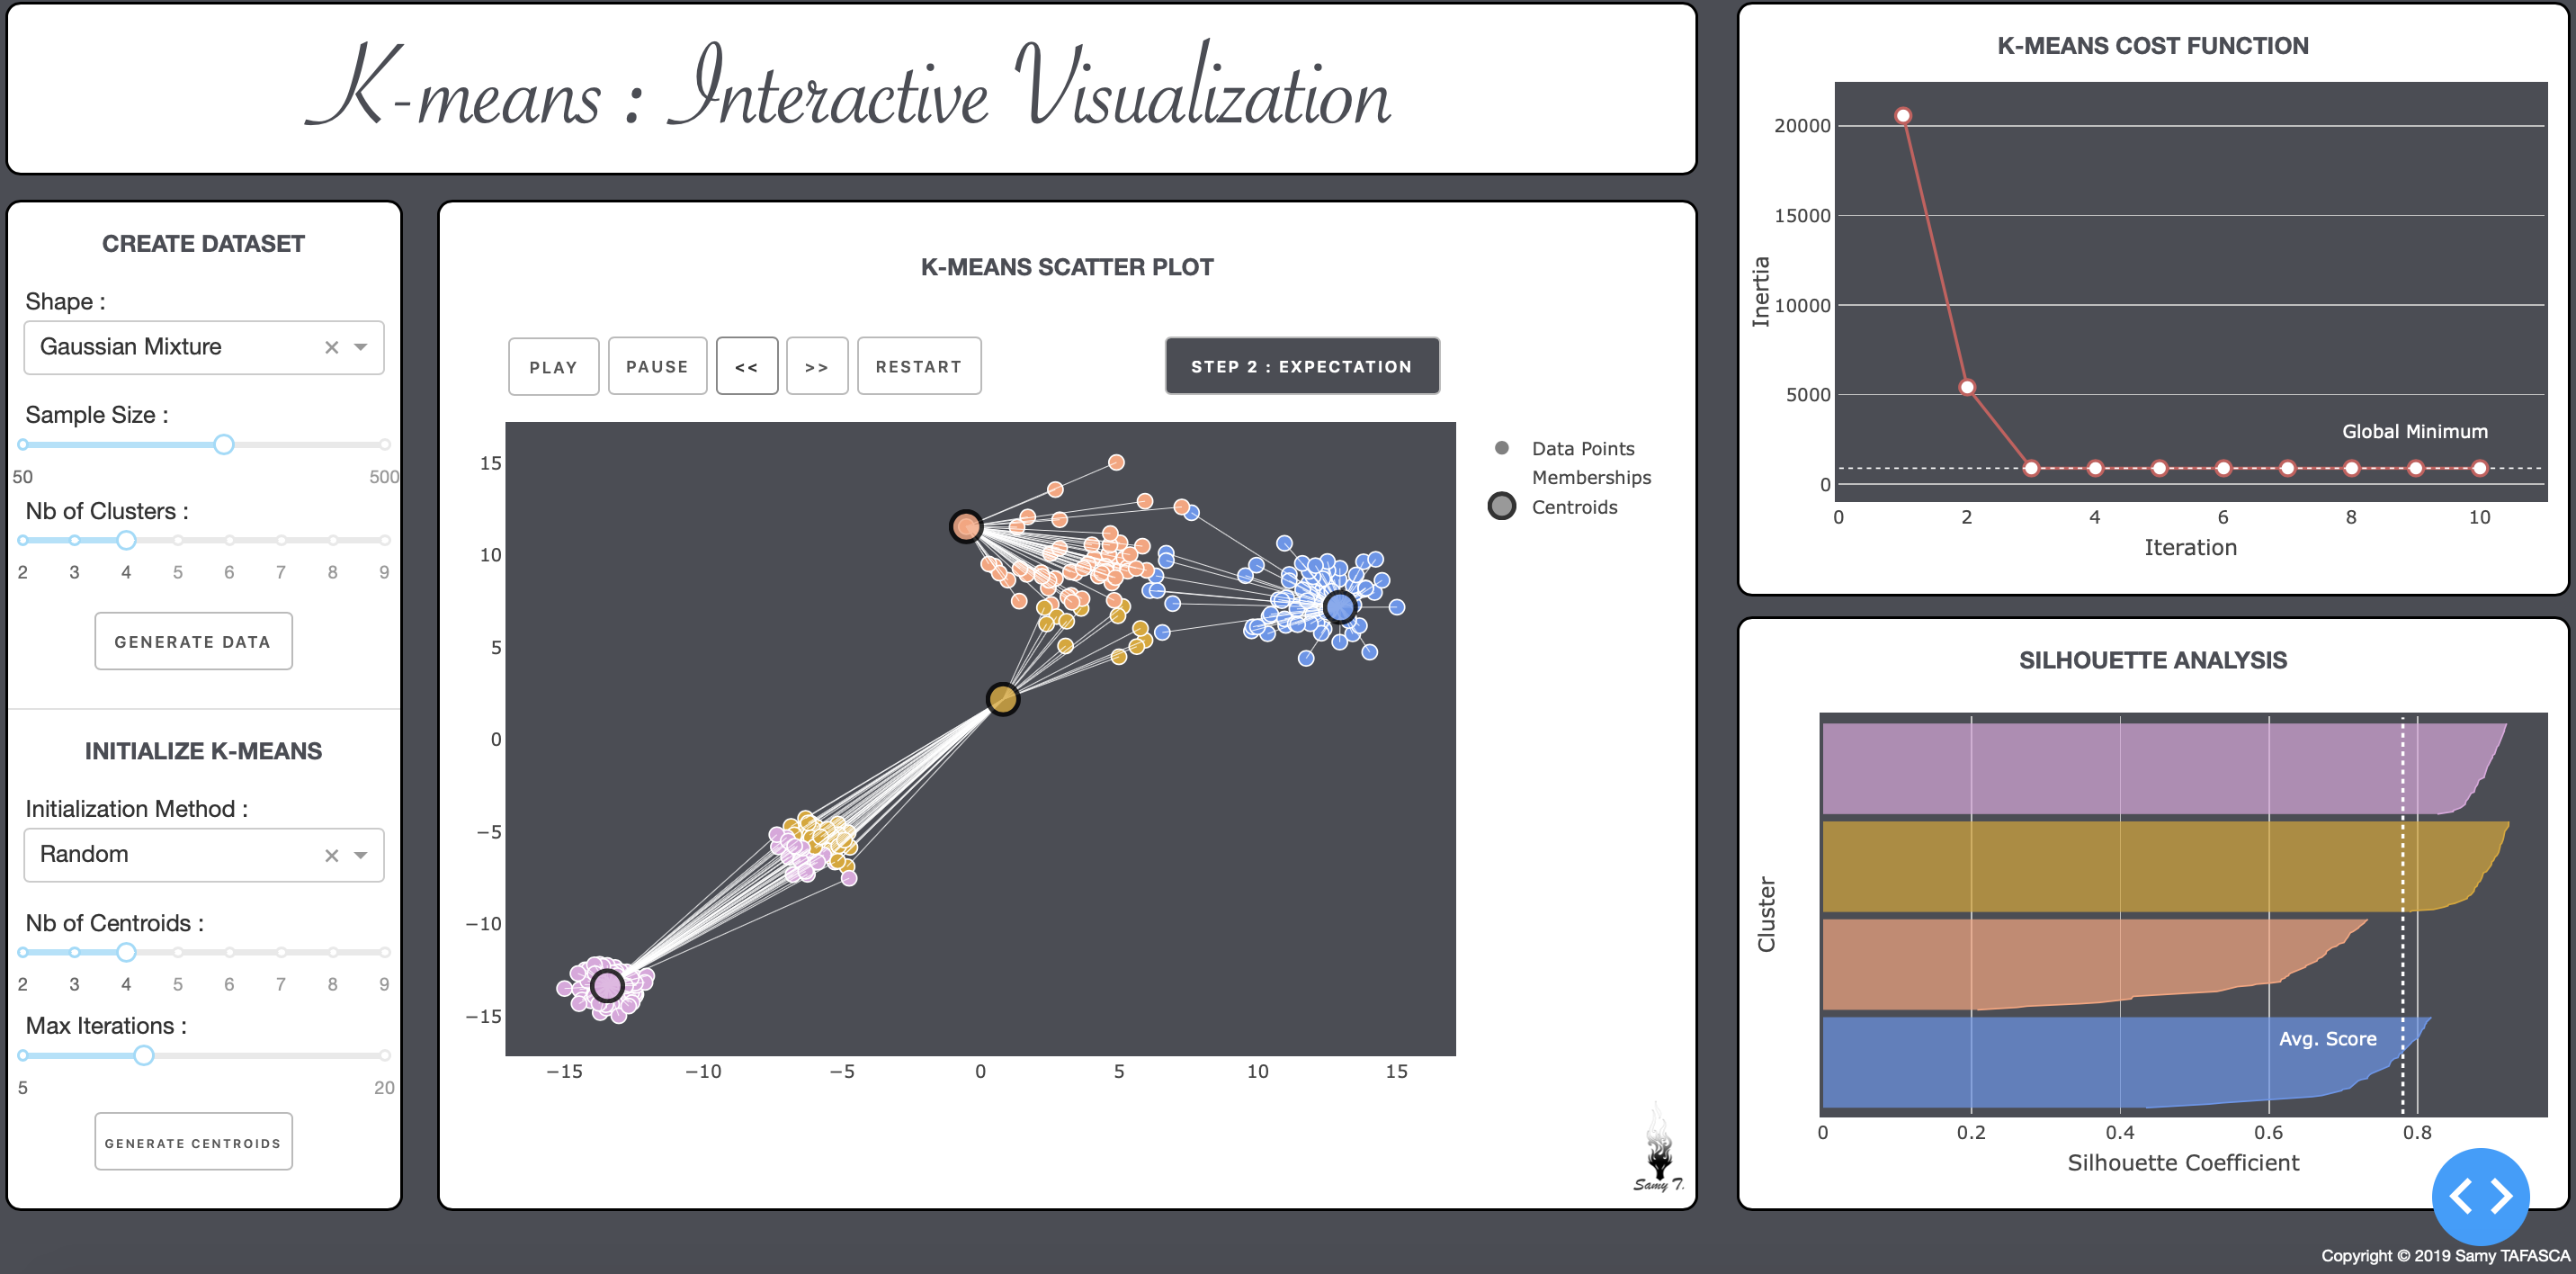 K-means : Interactive Visualization
CREATE DATASET
Shape :
Gaussian Mixture
Sample Size :
50 500
Nb of Clusters :
2 3 4 5 6 7 8 9
GENERATE DATA
INITIALIZE K-MEANS
Initialization Method :
Random
Nb of Centroids :
2 3 4 5 6 7 8 9
Max Iterations :
5 20
GENERATE CENTROIDS
K-MEANS SCATTER PLOT
PLAY PAUSE << >> RESTART STEP 2 : EXPECTATION
Data Points
Memberships
Centroids
15
10
5
0
−5
−10
−15
−15 −10 −5 0 5 10 15
Samy T.
K-MEANS COST FUNCTION
Inertia
20000
15000
10000
5000
0
Global Minimum
0 2 4 6 8 10
Iteration
SILHOUETTE ANALYSIS
Cluster
Avg. Score
0 0.2 0.4 0.6 0.8
Silhouette Coefficient
Copyright © 2019 Samy TAFASCA